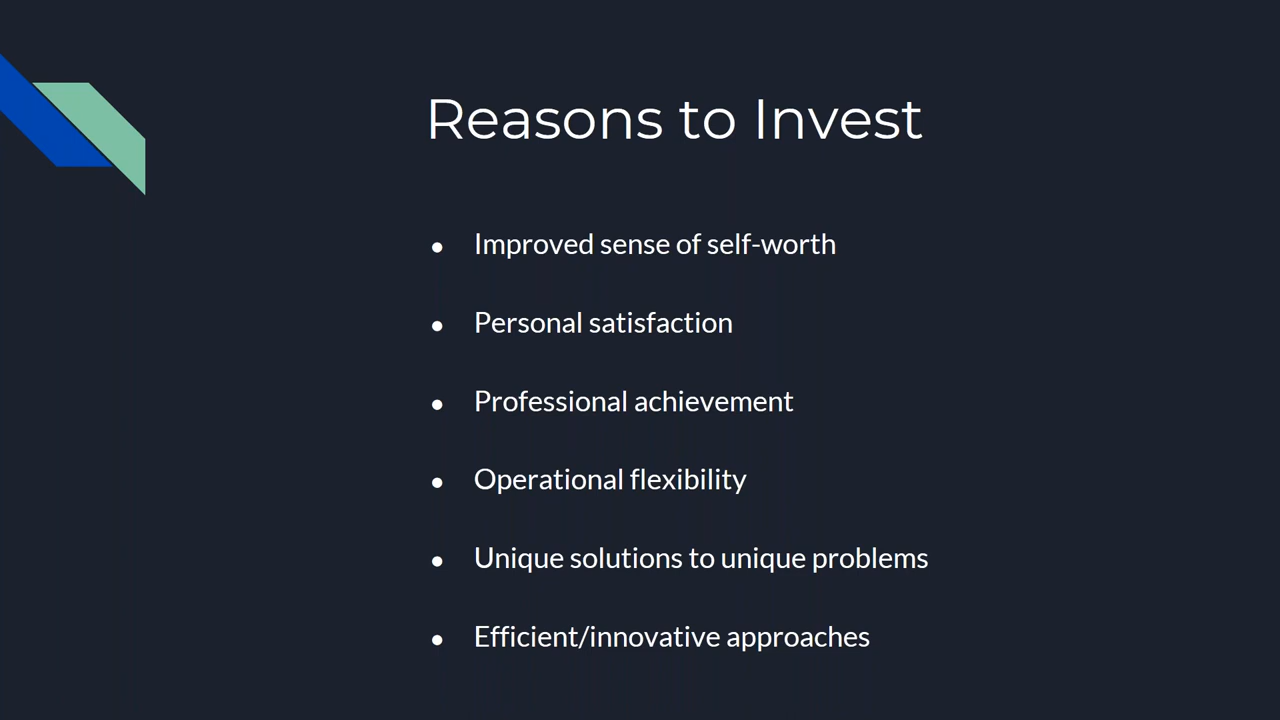 Reasons to Invest
● Improved sense of self-worth
● Personal satisfaction
● Professional achievement
● Operational flexibility
● Unique solutions to unique problems
● Efficient/innovative approaches